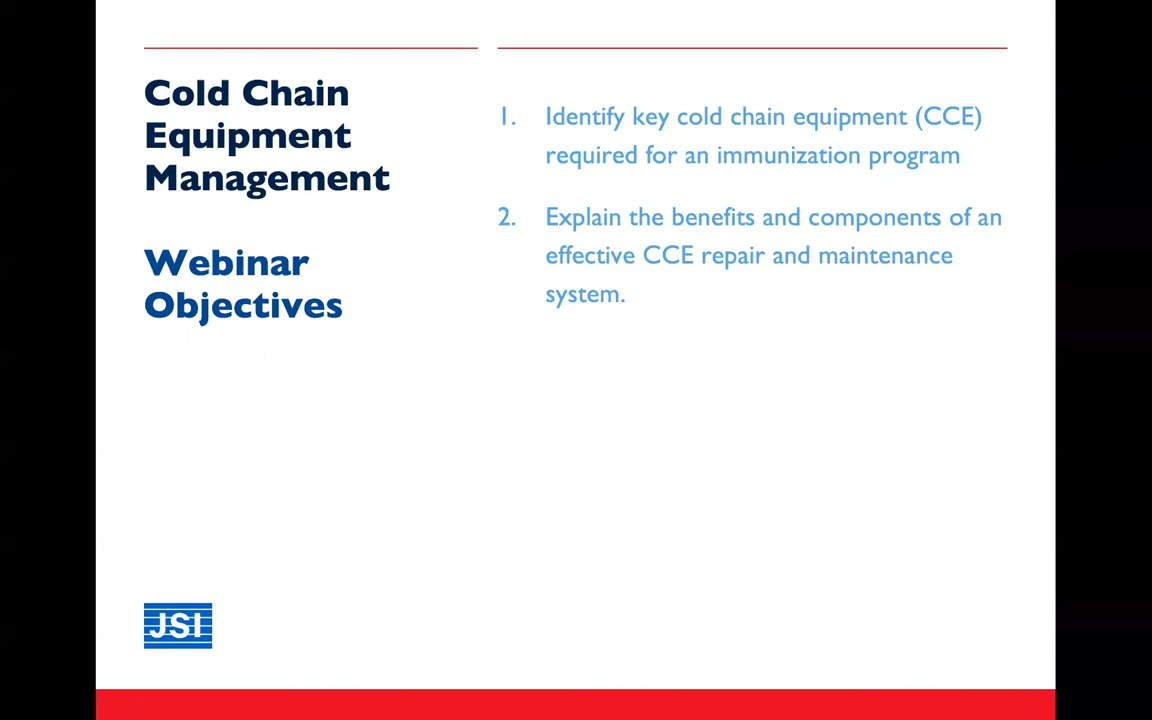 Cold Chain
Equipment
Management
Webinar
Objectives
1. Identify key cold chain equipment (CCE)
required for an immunization program
2. Explain the benefits and components of an
effective CCE repair and maintenance
system.
JSI